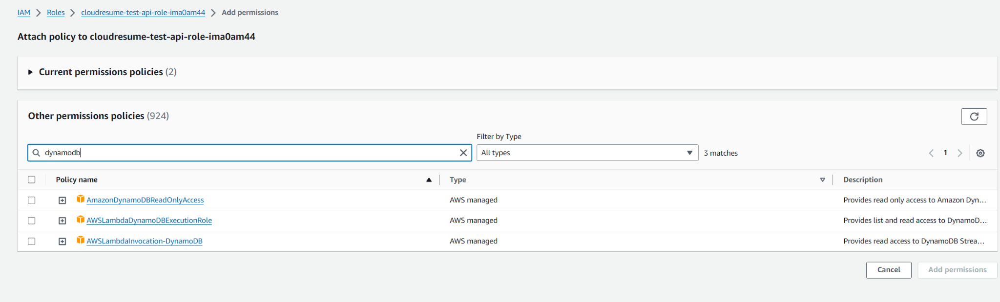 IAM > Roles > cloudresume-test-api-role-ima0am44 > Add permissions
Attach policy to cloudresume-test-api-role-ima0am44
Current permissions policies (2)
Other permissions policies (924)
Filter by Type
dynamodb All types 3 matches 1
Policy name Type Description
AmazonDynamoDBReadOnlyAccess AWS managed Provides read only access to Amazon Dyn...
AWSLambdaDynamoDBExecutionRole AWS managed Provides list and read access to DynamoD...
AWSLambdaInvocation-DynamoDB AWS managed Provides read access to DynamoDB Strea...
Cancel Add permissions